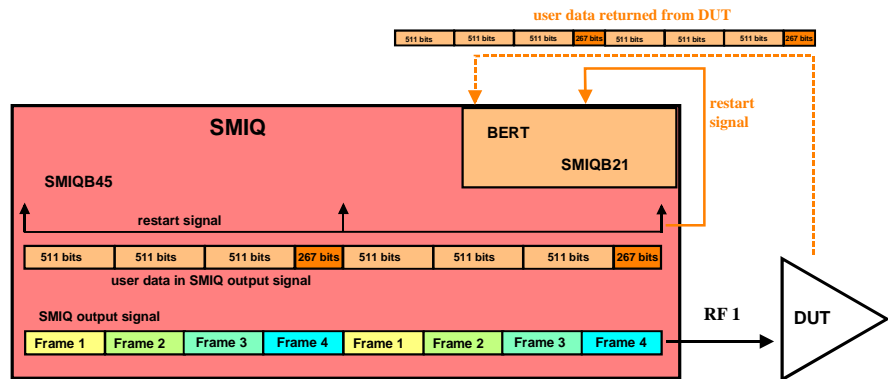 user data returned from DUT
511 bits 511 bits 511 bits 267 bits 511 bits 511 bits 511 bits 267 bits
restart
signal
SMIQ
BERT
SMIQB21
SMIQB45
restart signal
511 bits 511 bits 511 bits 267 bits 511 bits 511 bits 511 bits 267 bits
user data in SMIQ output signal
SMIQ output signal
Frame 1 Frame 2 Frame 3 Frame 4 Frame 1 Frame 2 Frame 3 Frame 4
RF 1
DUT